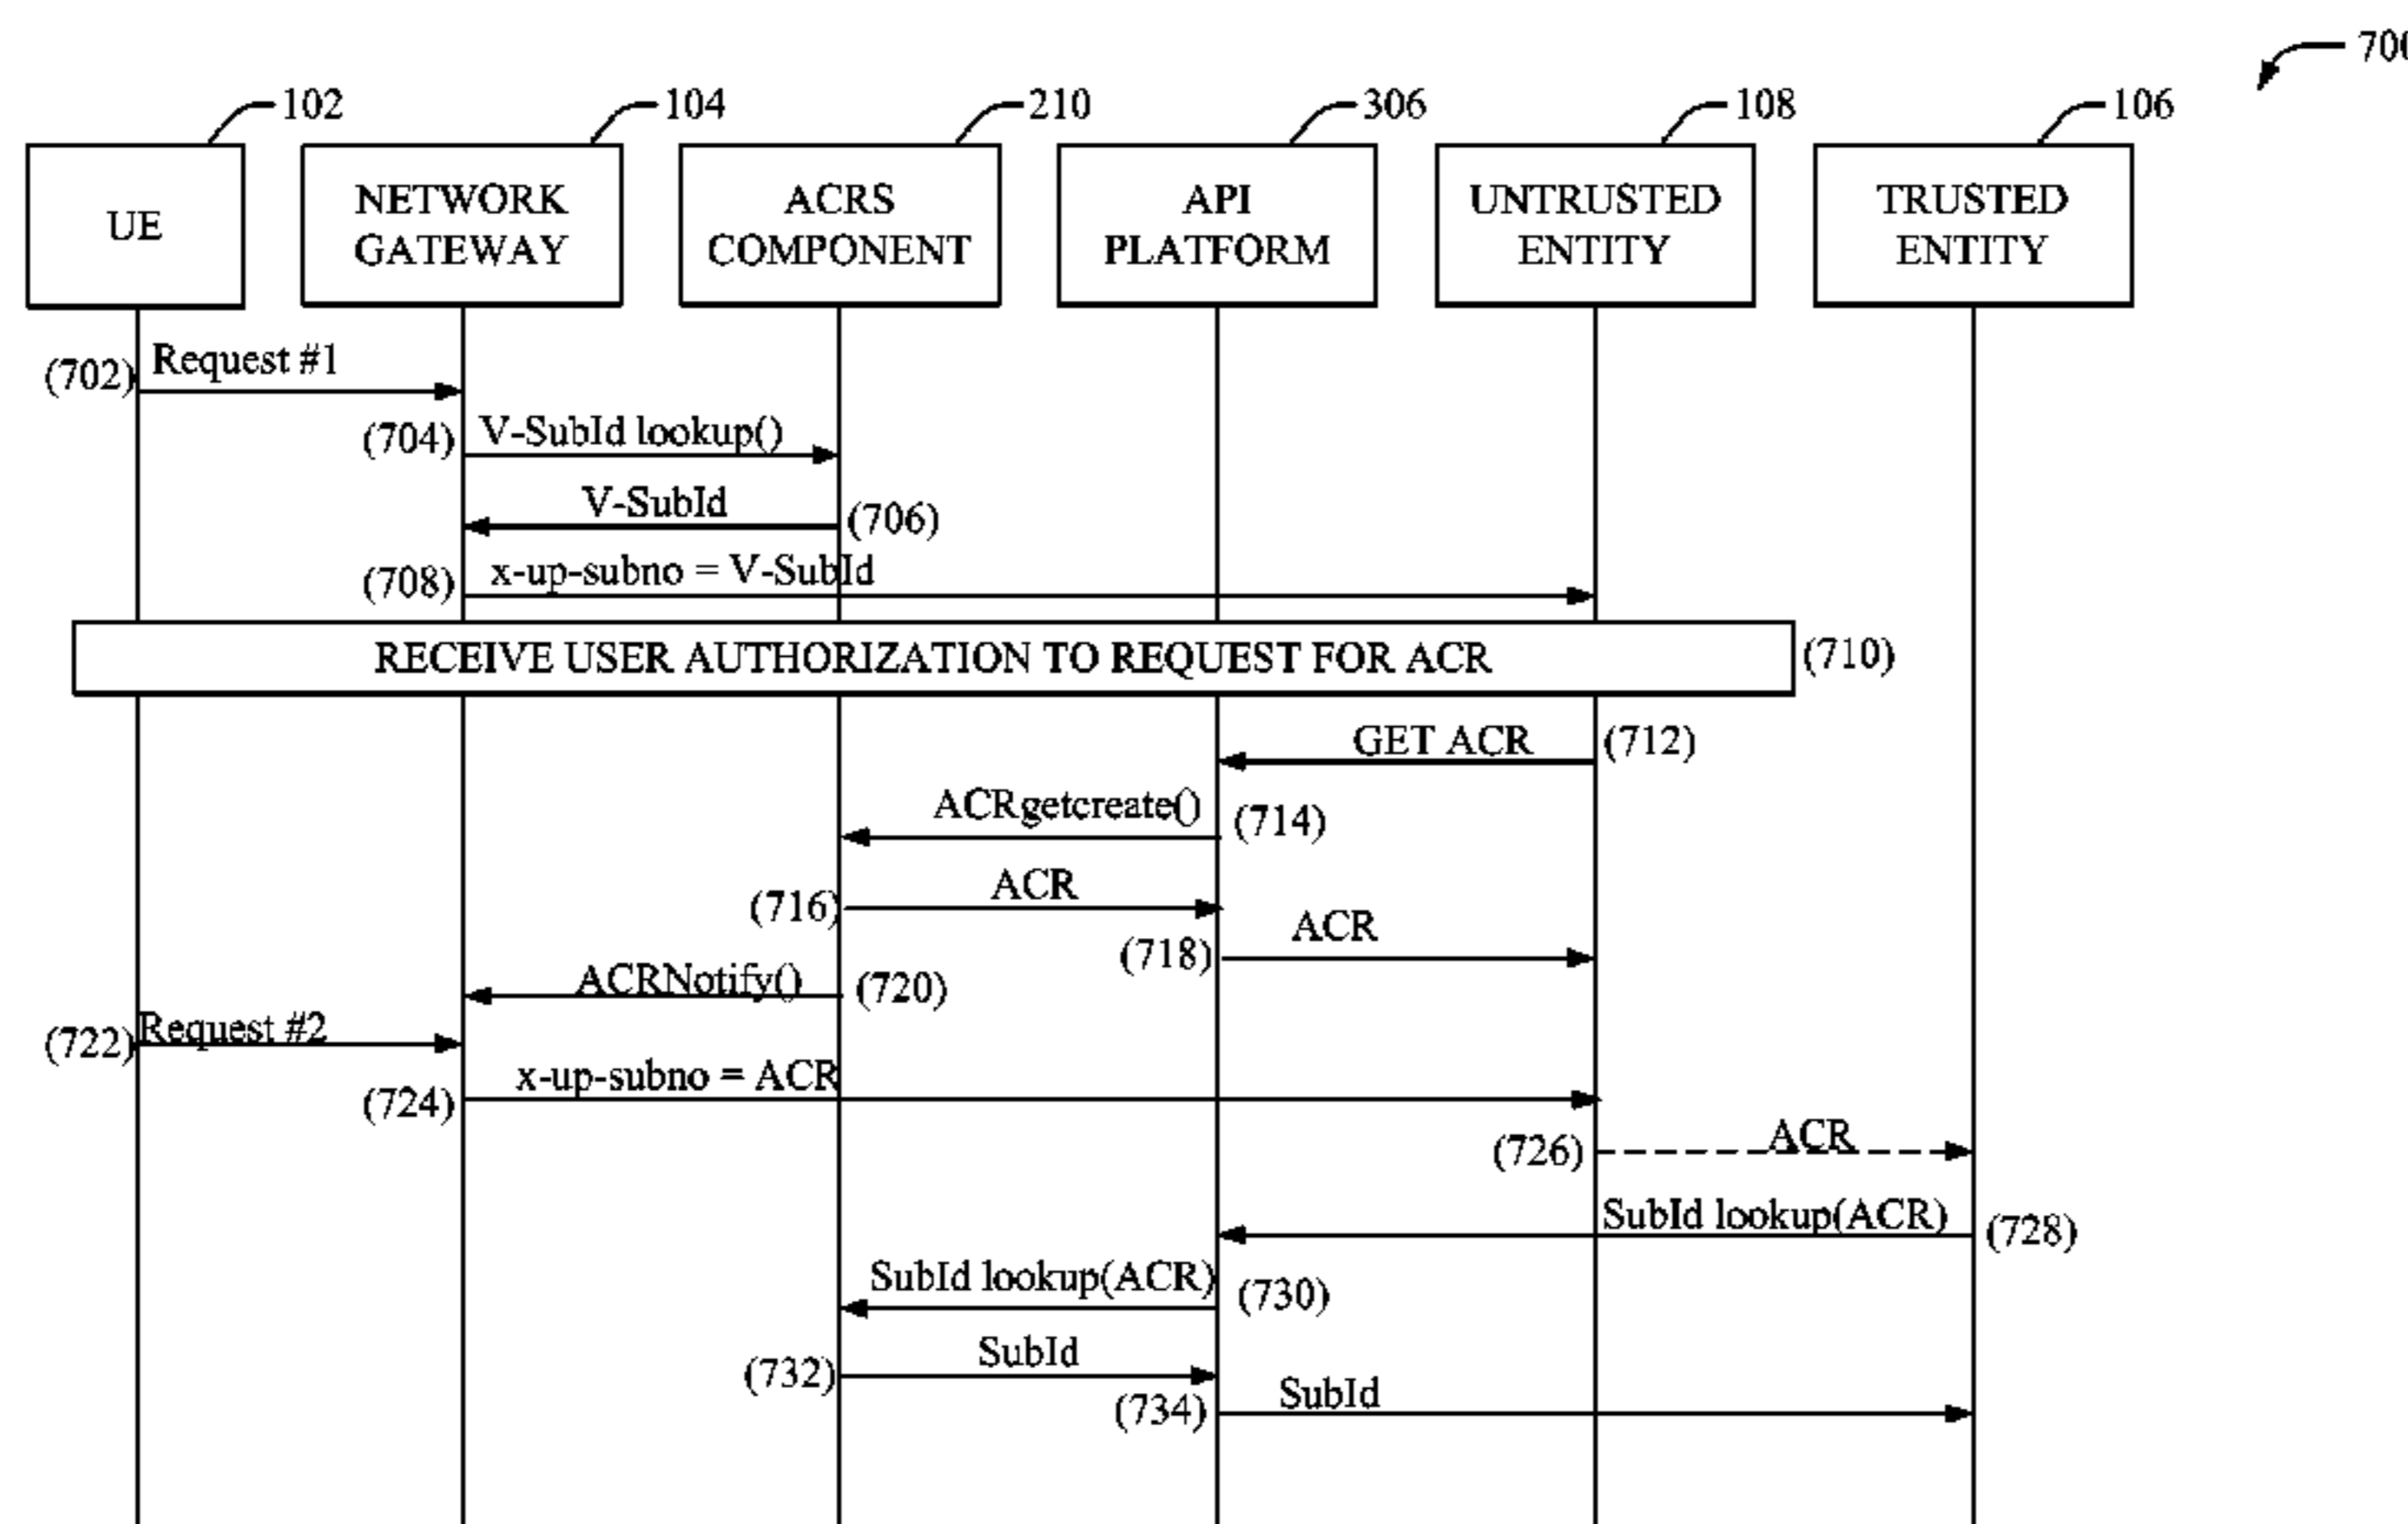 700
102
104
210
306
108
106
UE
NETWORK
GATEWAY
ACRS
COMPONENT
API
PLATFORM
UNTRUSTED
ENTITY
TRUSTED
ENTITY
(702) Request #1
(704) V-SubId lookup()
V-SubId (706)
(708) x-up-subno = V-SubId
RECEIVE USER AUTHORIZATION TO REQUEST FOR ACR (710)
GET ACR (712)
ACRgetcreate() (714)
(716) ACR
(718) ACR
ACRNotify() (720)
(722) Request #2
(724) x-up-subno = ACR
(726) ACR
SubId lookup(ACR) (728)
SubId lookup(ACR) (730)
(732) SubId
(734) SubId